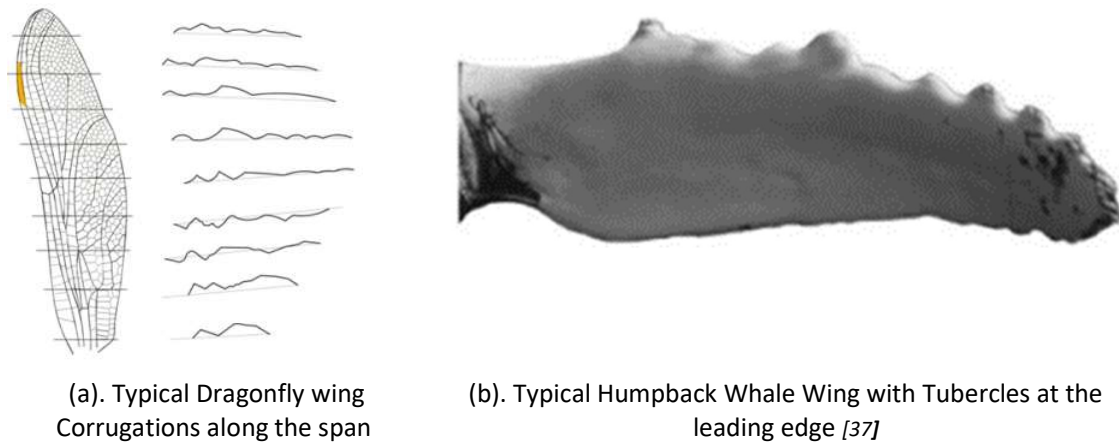 (a). Typical Dragonfly wing
Corrugations along the span
(b). Typical Humpback Whale Wing with Tubercles at the
leading edge [37]